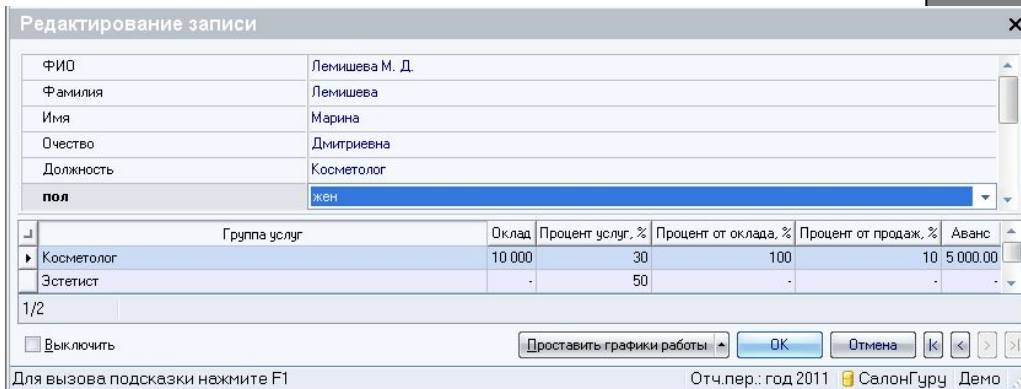 Редактирование записи
ФИО Лемишева М. Д.
Фамилия Лемишева
Имя Марина
Очество Дмитриевна
Должность Косметолог
пол жен
Группа услуг Оклад Процент услуг, % Процент от оклада, % Процент от продаж, % Аванс
Косметолог 10 000 30 100 10 5 000.00
Эстетист - 50 - - -
1/2
Выключить Проставить графики работы ОК Отмена
Для вызова подсказки нажмите F1 Отч.пер.: год 2011 СалонГуру Демо